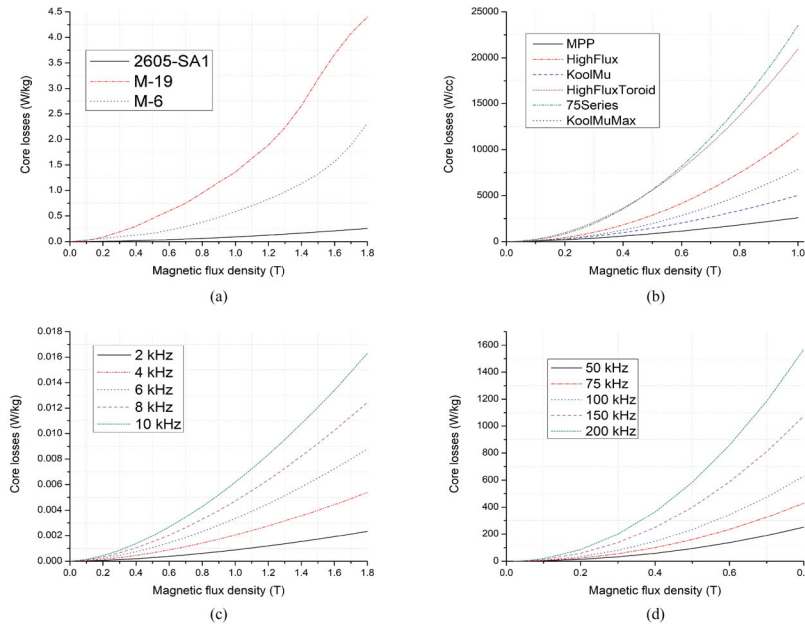 4.5
4.0
3.5
3.0
2.5
2.0
1.5
1.0
0.5
0.0
Core losses (W/kg)
2605-SA1
M-19
M-6
0.0 0.2 0.4 0.6 0.8 1.0 1.2 1.4 1.6 1.8
Magnetic flux density (T)
(a)
25000
20000
15000
10000
5000
0
Core losses (W/cc)
MPP
HighFlux
KoolMu
HighFluxToroid
75Series
KoolMuMax
0.0 0.2 0.4 0.6 0.8 1.0
Magnetic flux density (T)
(b)
0.018
0.016
0.014
0.012
0.010
0.008
0.006
0.004
0.002
0.000
Core losses (W/kg)
2 kHz
4 kHz
6 kHz
8 kHz
10 kHz
0.0 0.2 0.4 0.6 0.8 1.0 1.2 1.4 1.6 1.8
Magnetic flux density (T)
(c)
1600
1400
1200
1000
800
600
400
200
0
Core losses (W/kg)
50 kHz
75 kHz
100 kHz
150 kHz
200 kHz
0.0 0.2 0.4 0.6
Magnetic flux density (T)
(d)